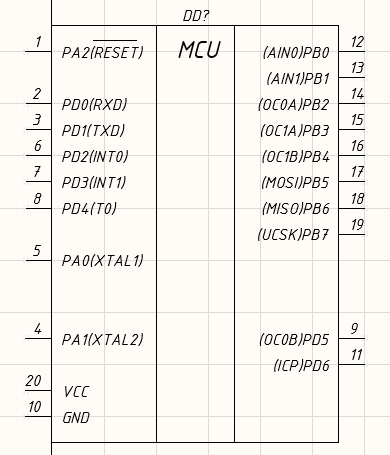 DD?
1 PA2(RESET) MCU (AIN0)PB0 12
(AIN1)PB1 13
2 PD0(RXD) (OC0A)PB2 14
3 PD1(TXD) (OC1A)PB3 15
6 PD2(INT0) (OC1B)PB4 16
7 PD3(INT1) (MOSI)PB5 17
8 PD4(T0) (MISO)PB6 18
(UCSK)PB7 19
5 PA0(XTAL1)
4 PA1(XTAL2) (OC0B)PD5 9
(ICP)PD6 11
20 VCC
10 GND